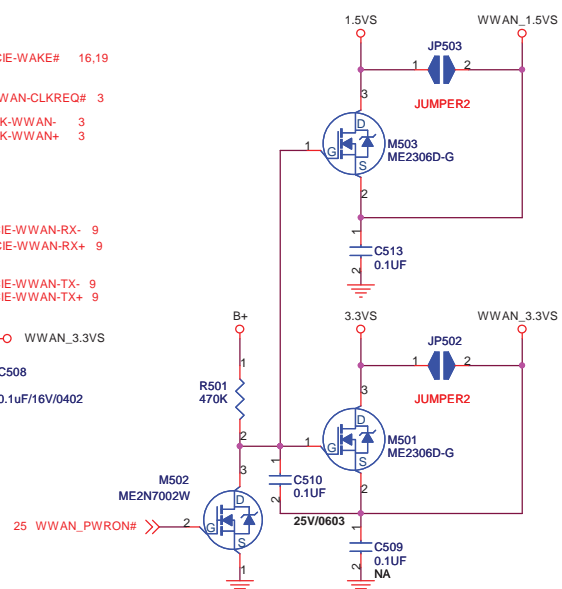 1.5VS
WWAN_1.5VS
CIE-WAKE# 16,19
JP503
1 2
JUMPER2
WAN-CLKREQ# 3
3
K-WWAN- 3
K-WWAN+ 3
D
1
G
M503
ME2306D-G
S
2
CIE-WWAN-RX- 9
CIE-WWAN-RX+ 9
1
C513
0.1UF
2
CIE-WWAN-TX- 9
CIE-WWAN-TX+ 9
B+
3.3VS
WWAN_3.3VS
WWAN_3.3VS
JP502
1 2
JUMPER2
C508
0.1uF/16V/0402
1
R501
470K
2
3
D
1
G
M501
ME2306D-G
S
2
1
C510
0.1UF
2
25V/0603
M502
ME2N7002W
3
D
25 WWAN_PWRON#
2
G
S
1
1
C509
0.1UF
2
NA